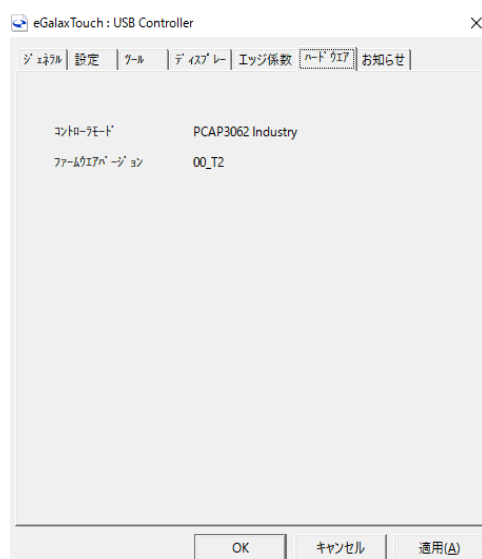 eGalaxTouch : USB Controller
ジェネラル 設定 ツール ディスプレー エッジ係数 ハードウエア お知らせ
コントローラモード PCAP3062 Industry
ファームウエアバージョン 00_T2
OK キャンセル 適用(A)